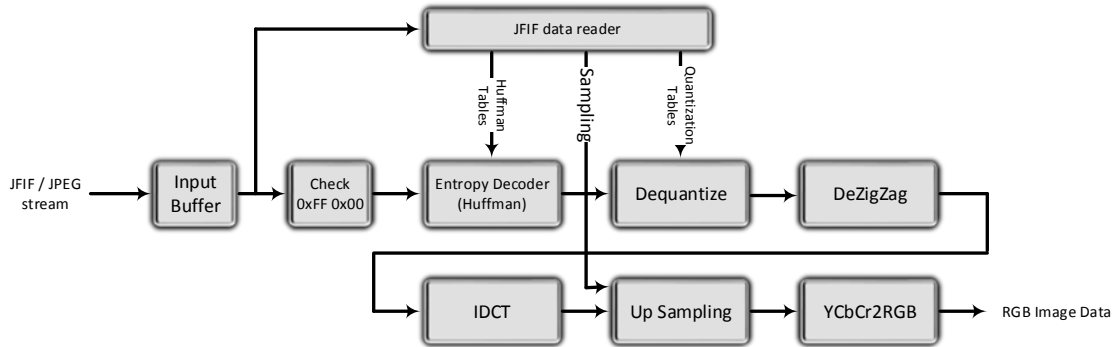 JFIF data reader
Huffman
Tables
Sampling
Quantization
Tables
JFIF / JPEG
stream
Input
Buffer
Check
0xFF 0x00
Entropy Decoder
(Huffman)
Dequantize
DeZigZag
IDCT
Up Sampling
YCbCr2RGB
RGB Image Data